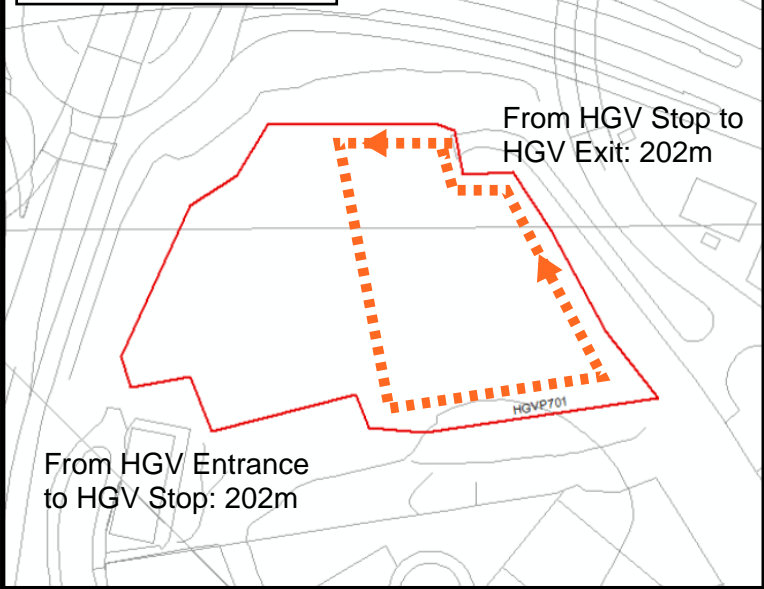 From HGV Stop to
HGV Exit: 202m
HGVP701
From HGV Entrance
to HGV Stop: 202m